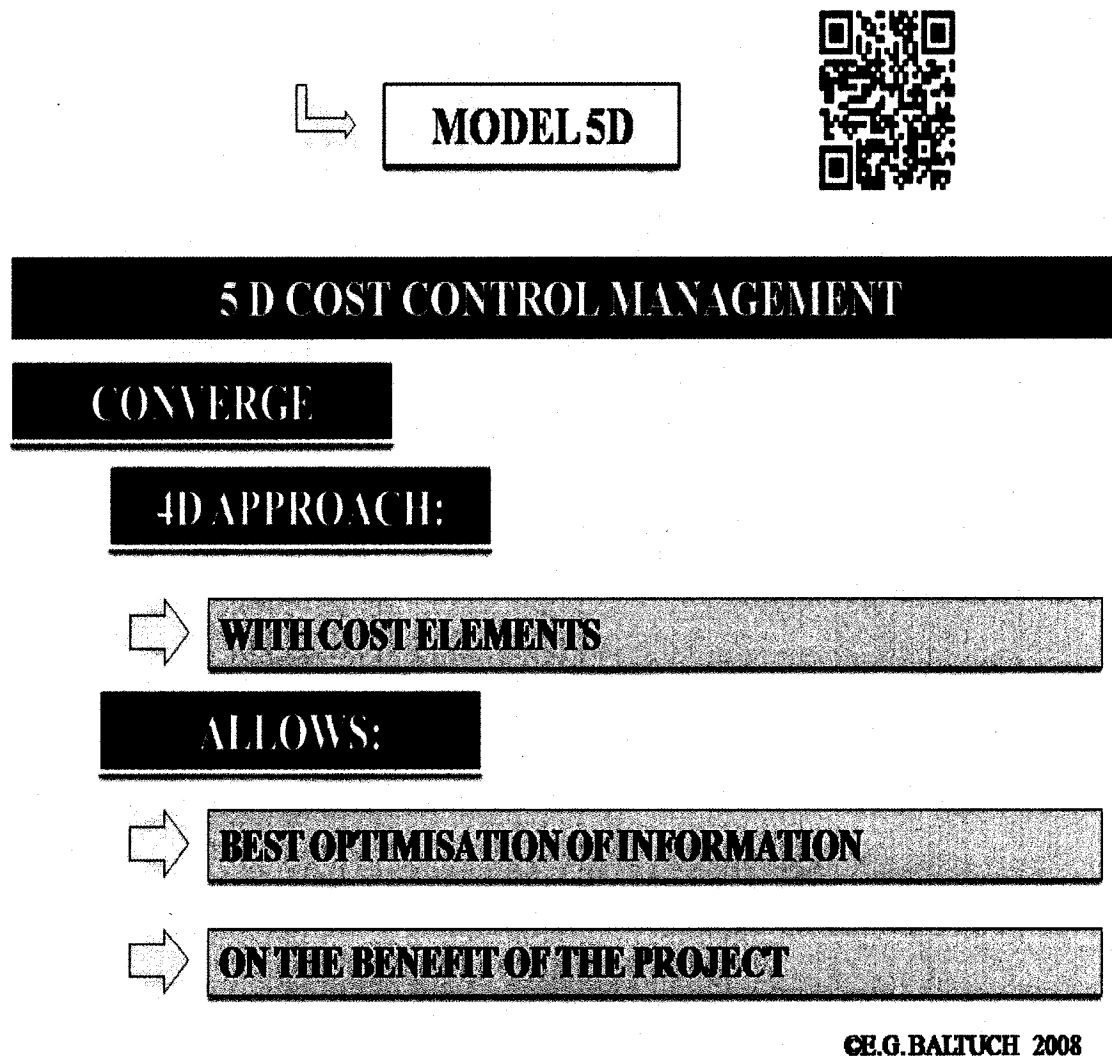 MODEL 5D
5 D COST CONTROL MANAGEMENT
CONVERGE
4D APPROACH:
WITH COST ELEMENTS
ALLOWS:
BEST OPTIMISATION OF INFORMATION
ON THE BENEFIT OF THE PROJECT
©E.G. BALTUCH 2008